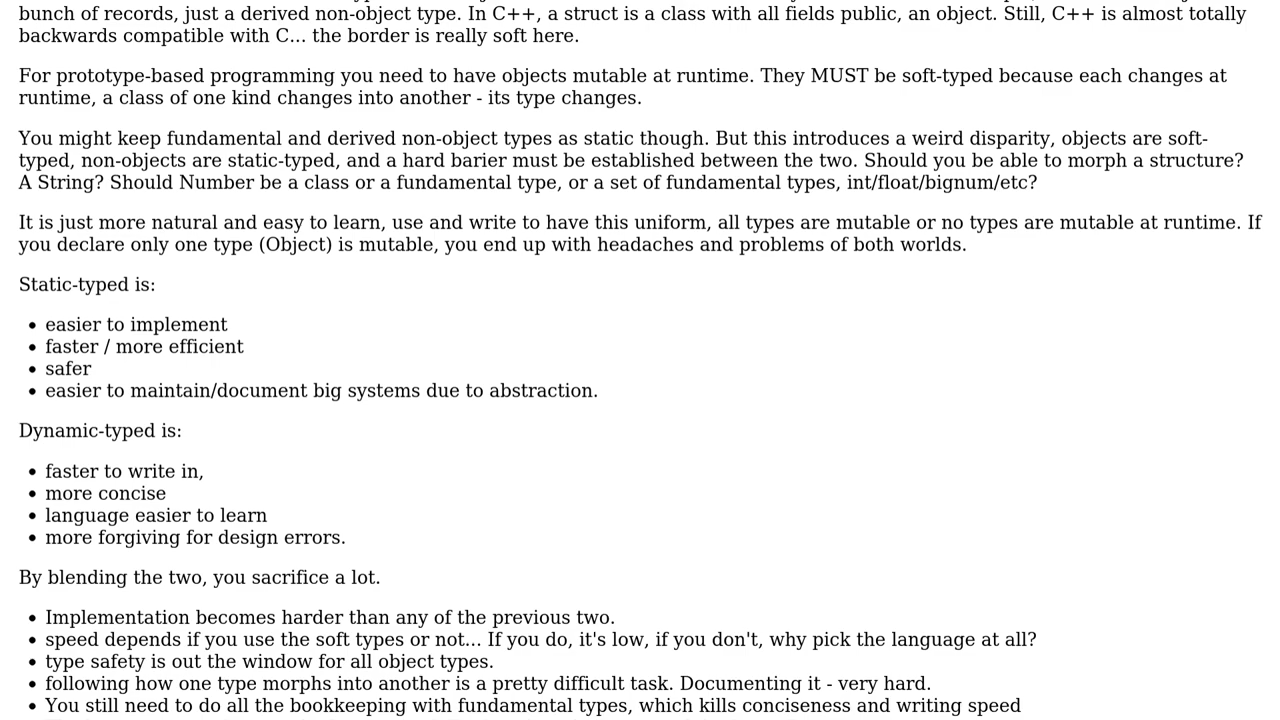 bunch of records, just a derived non-object type. In C++, a struct is a class with all fields public, an object. Still, C++ is almost totally
backwards compatible with C... the border is really soft here.
For prototype-based programming you need to have objects mutable at runtime. They MUST be soft-typed because each changes at
runtime, a class of one kind changes into another - its type changes.
You might keep fundamental and derived non-object types as static though. But this introduces a weird disparity, objects are soft-
typed, non-objects are static-typed, and a hard barier must be established between the two. Should you be able to morph a structure?
A String? Should Number be a class or a fundamental type, or a set of fundamental types, int/float/bignum/etc?
It is just more natural and easy to learn, use and write to have this uniform, all types are mutable or no types are mutable at runtime. If
you declare only one type (Object) is mutable, you end up with headaches and problems of both worlds.
Static-typed is:
• easier to implement
• faster / more efficient
• safer
• easier to maintain/document big systems due to abstraction.
Dynamic-typed is:
• faster to write in,
• more concise
• language easier to learn
• more forgiving for design errors.
By blending the two, you sacrifice a lot.
• Implementation becomes harder than any of the previous two.
• speed depends if you use the soft types or not... If you do, it's low, if you don't, why pick the language at all?
• type safety is out the window for all object types.
• following how one type morphs into another is a pretty difficult task. Documenting it - very hard.
• You still need to do all the bookkeeping with fundamental types, which kills conciseness and writing speed